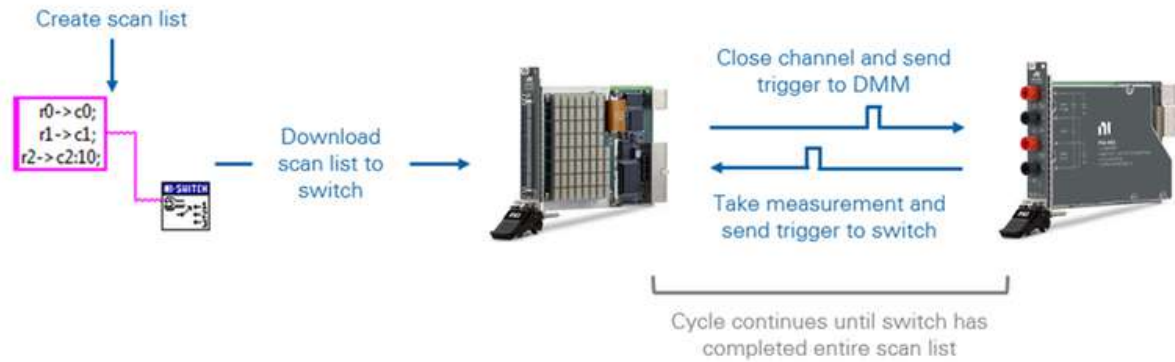 Create scan list
r0->c0;
r1->c1;
r2->c2:10;
NI-SWITCH
Download
scan list to
switch
Close channel and send
trigger to DMM
Take measurement and
send trigger to switch
Cycle continues until switch has
completed entire scan list